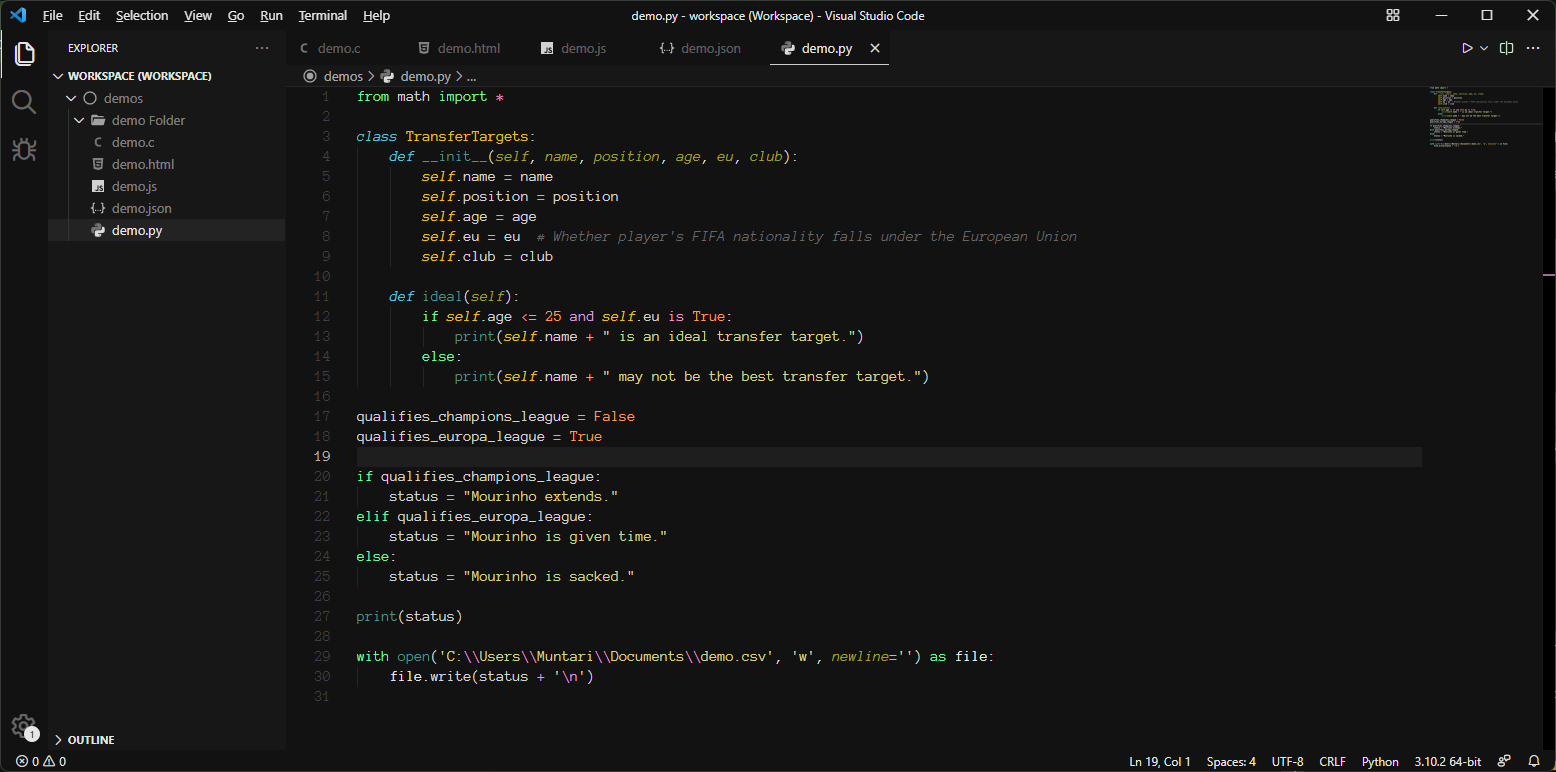 File Edit Selection View Go Run Terminal Help demo.py - workspace (Workspace) - Visual Studio Code
EXPLORER ···
WORKSPACE (WORKSPACE)
demos
demo Folder
demo.c
demo.html
demo.js
demo.json
demo.py
OUTLINE
1
demo.c demo.html demo.js demo.json demo.py
demos > demo.py > ...
1 from math import *
2
3 class TransferTargets:
4     def __init__(self, name, position, age, eu, club):
5         self.name = name
6         self.position = position
7         self.age = age
8         self.eu = eu  # Whether player's FIFA nationality falls under the European Union
9         self.club = club
10
11     def ideal(self):
12         if self.age <= 25 and self.eu is True:
13             print(self.name + " is an ideal transfer target.")
14         else:
15             print(self.name + " may not be the best transfer target.")
16
17 qualifies_champions_league = False
18 qualifies_europa_league = True
19
20 if qualifies_champions_league:
21     status = "Mourinho extends."
22 elif qualifies_europa_league:
23     status = "Mourinho is given time."
24 else:
25     status = "Mourinho is sacked."
26
27 print(status)
28
29 with open('C:\\Users\\Muntari\\Documents\\demo.csv', 'w', newline='') as file:
30     file.write(status + '\n')
31
0 0 Ln 19, Col 1 Spaces: 4 UTF-8 CRLF Python 3.10.2 64-bit